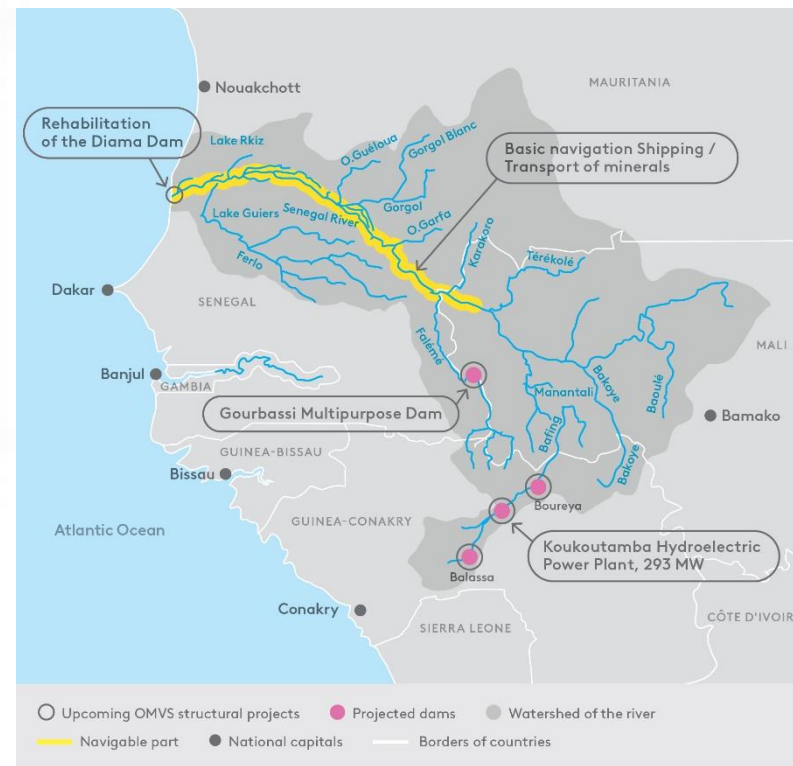 Nouakchott
MAURITANIA
Rehabilitation
of the Diama Dam
Lake Rkiz
O.Guéloua
Gorgol Blanc
Basic navigation Shipping /
Transport of minerals
Gorgol
Lake Guiers
Senegal River
O.Garfa
Karakoro
Térékolé
Ferlo
Dakar
SENEGAL
Falémé
MALI
Banjul
GAMBIA
Bakoye
Baoulé
Manantali
Gourbassi Multipurpose Dam
Bamako
Bafing
GUINEA-BISSAU
Bakoye
Bissau
Boureya
GUINEA-CONAKRY
Atlantic Ocean
Koukoutamba Hydroelectric
Power Plant, 293 MW
Balassa
Conakry
SIERRA LEONE
CÔTE D'IVOIR
Upcoming OMVS structural projects
Projected dams
Watershed of the river
Navigable part
National capitals
Borders of countries